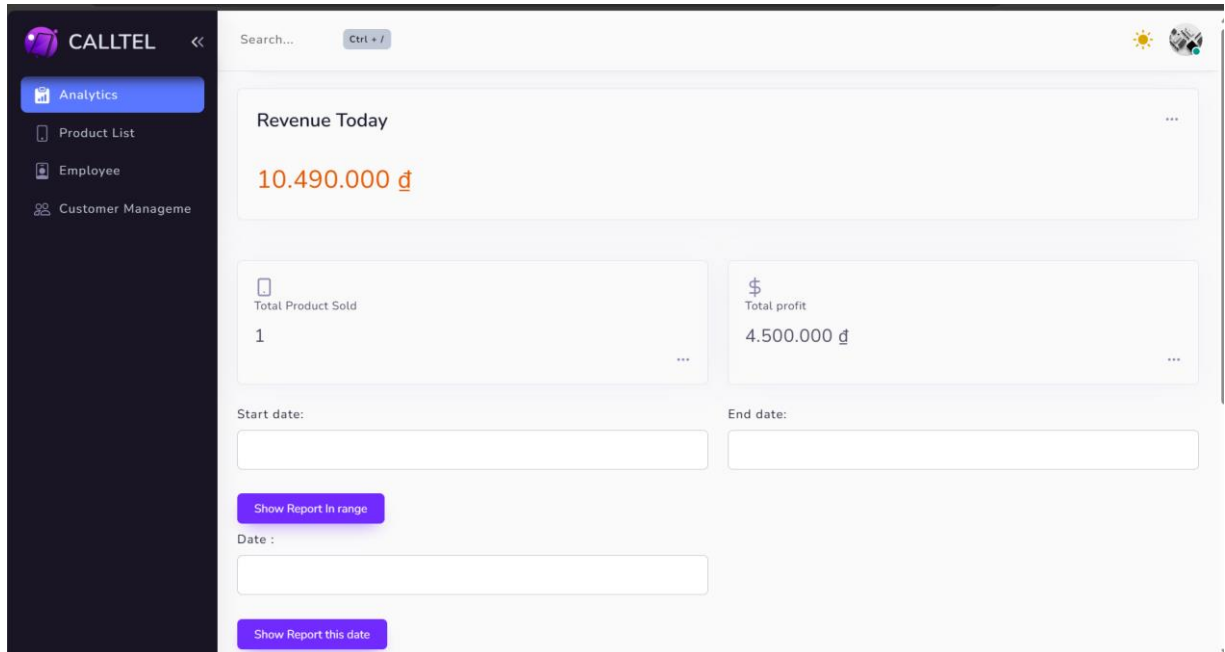 CALLTEL
Search...
Ctrl + /
Analytics
Product List
Employee
Customer Manageme
Revenue Today
10.490.000 ₫
Total Product Sold
1
Total profit
4.500.000 ₫
Start date:
End date:
Show Report In range
Date :
Show Report this date